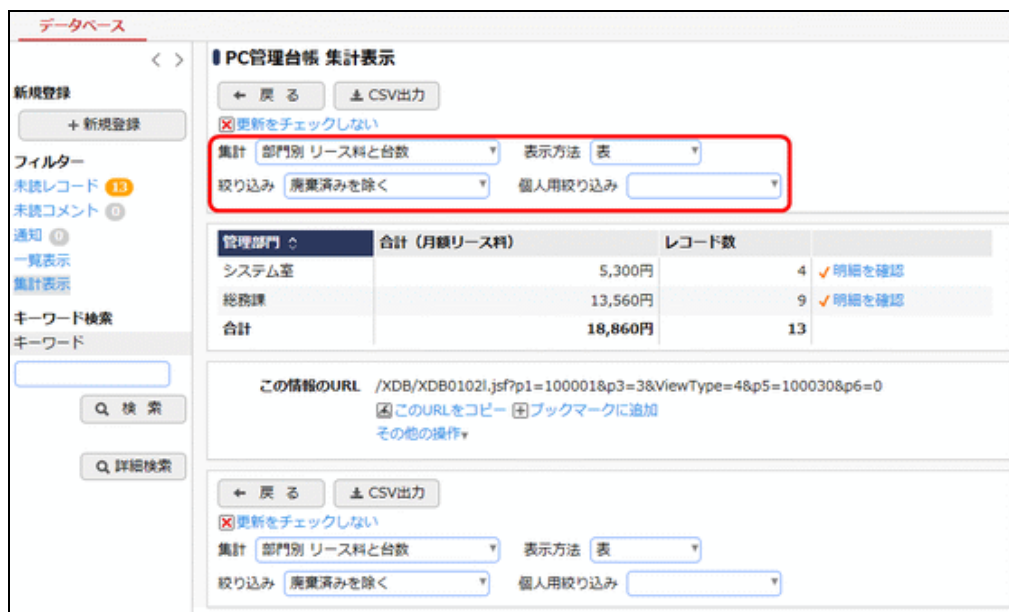 データベース
新規登録
+ 新規登録
フィルター
未読レコード 13
未読コメント 0
通知 0
一覧表示
集計表示
キーワード検索
キーワード
検 索
詳細検索
PC管理台帳 集計表示
戻 る CSV出力
更新をチェックしない
集計 部門別 リース料と台数 表示方法 表
絞り込み 廃棄済みを除く 個人用絞り込み
管理部門 合計（月額リース料） レコード数
システム室 5,300円 4 明細を確認
総務課 13,560円 9 明細を確認
合計 18,860円 13
この情報のURL /XDB/XDB0102l.jsf?p1=100001&p3=3&ViewType=4&p5=100030&p6=0
このURLをコピー ブックマークに追加
その他の操作
戻 る CSV出力
更新をチェックしない
集計 部門別 リース料と台数 表示方法 表
絞り込み 廃棄済みを除く 個人用絞り込み